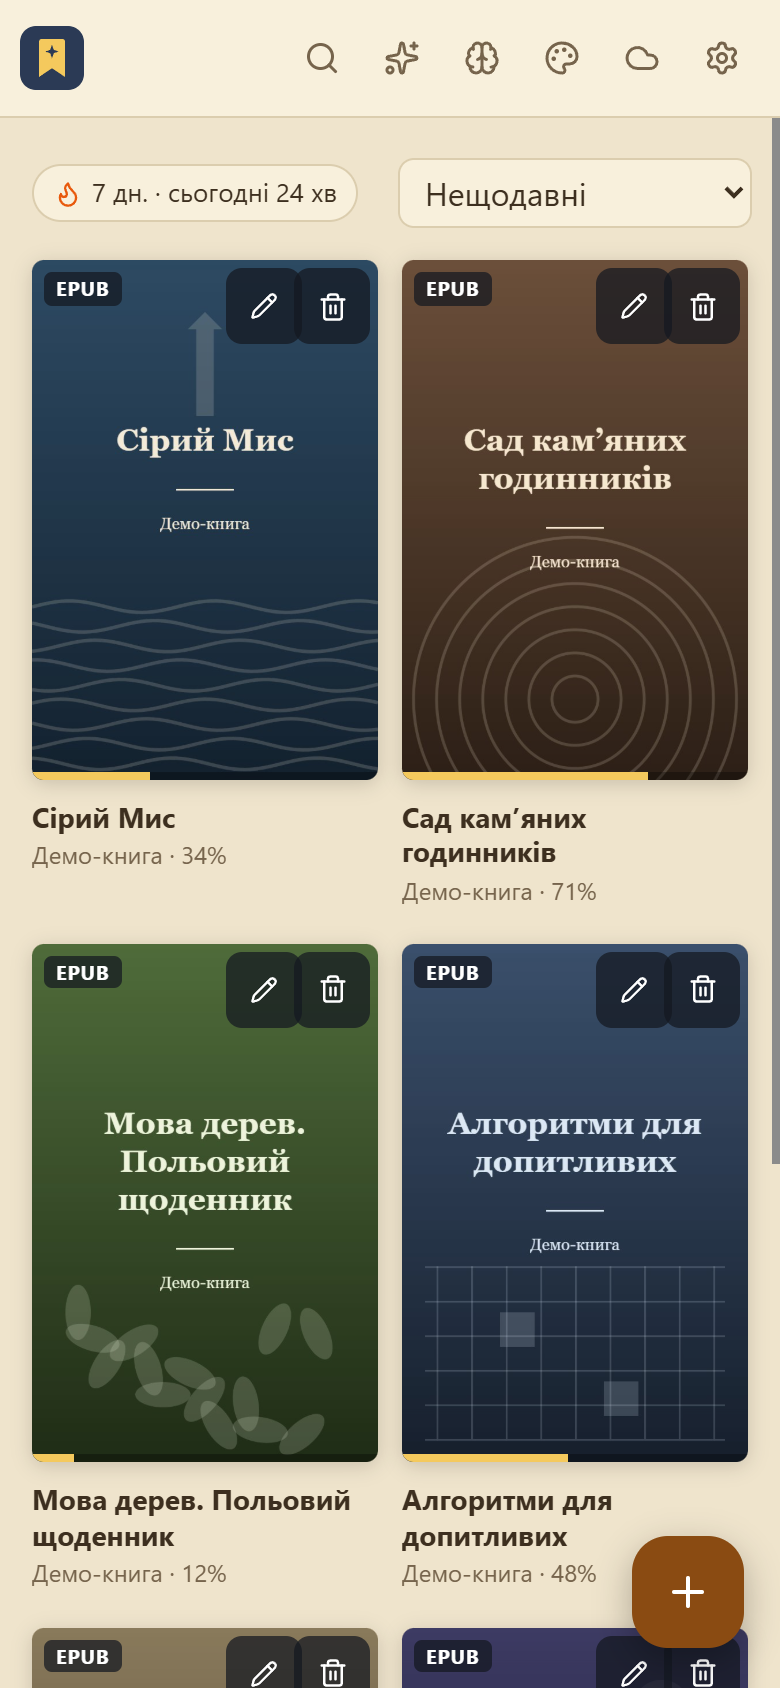 7 дн. · сьогодні 24 хв
Нещодавні
EPUB
Сірий Мис
Демо-книга
EPUB
Сад кам’яних
годинників
Демо-книга
Сірий Мис
Демо-книга · 34%
Сад кам’яних
годинників
Демо-книга · 71%
EPUB
Мова дерев.
Польовий
щоденник
Демо-книга
EPUB
Алгоритми для
допитливих
Демо-книга
Мова дерев. Польовий
щоденник
Демо-книга · 12%
Алгоритми для
допитливих
Демо-книга · 48%
EPUB
EPUB